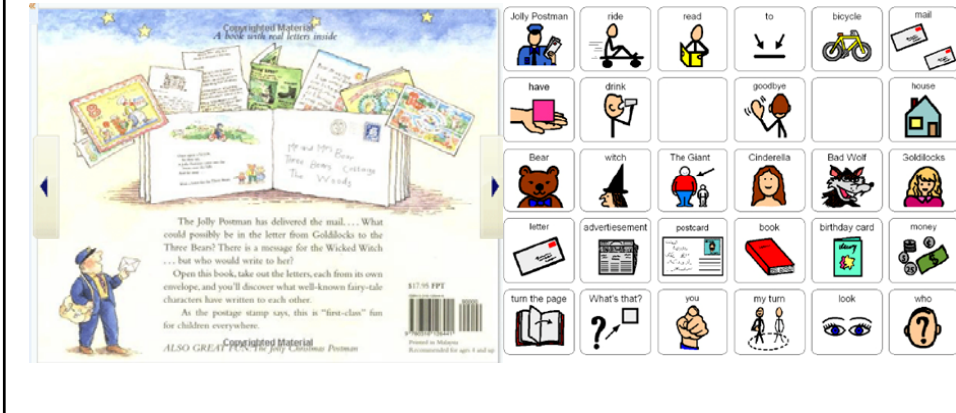 Copyrighted Material
A book with real letters inside
Mr and Mrs Bear
Three Bears Cottage
The Woods
The Jolly Postman has delivered the mail.... What
could possibly be in the letter from Goldilocks to the
Three Bears? There is a message for the Wicked Witch
... but who would write to her?
Open this book, take out the letters, each from its own
envelope, and you'll discover what well-known fairy-tale
characters have written to each other.
As the postage stamp says, this is "first-class" fun
for children everywhere.
ALSO GREAT FUN: The Jolly Christmas Postman
Copyrighted Material
$17.95 FPT
90000
Printed in Malaysia
Recommended for ages 4 and up
Jolly Postman ride read to bicycle mail
have drink goodbye house
Bear witch The Giant Cinderella Bad Wolf Goldilocks
letter advertiesement postcard book birthday card money
turn the page What's that? you my turn look who